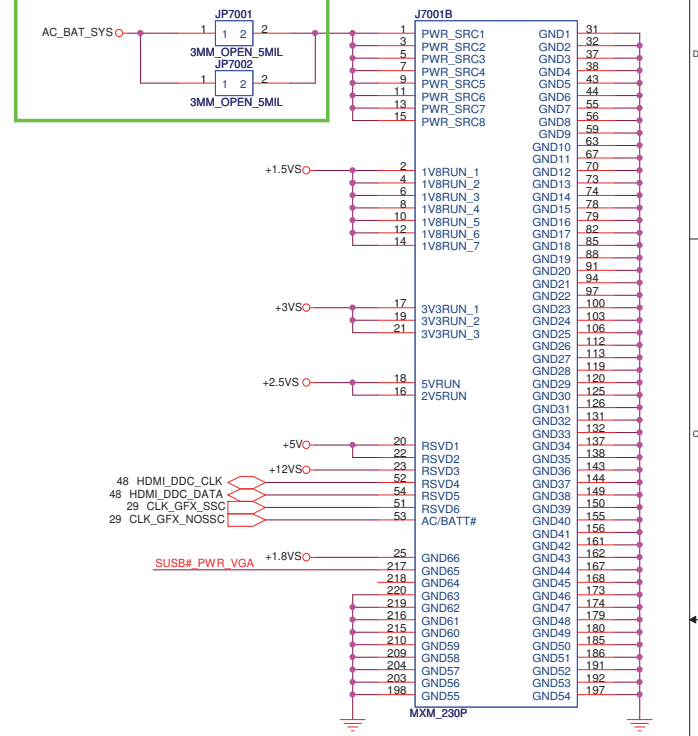 JP7001 J7001B
AC_BAT_SYS 1 1 2 2 1 PWR_SRC1 GND1 31
3MM_OPEN_5MIL 3 PWR_SRC2 GND2 32
JP7002 5 PWR_SRC3 GND3 37
7 PWR_SRC4 GND4 38 D
1 1 2 2 9 PWR_SRC5 GND5 43
3MM_OPEN_5MIL 11 PWR_SRC6 GND6 44
13 PWR_SRC7 GND7 55
15 PWR_SRC8 GND8 56
GND9 59
GND10 63
GND11 67
+1.5VS 2 1V8RUN_1 GND12 70
4 1V8RUN_2 GND13 73
6 1V8RUN_3 GND14 74
8 1V8RUN_4 GND15 78
10 1V8RUN_5 GND16 79
12 1V8RUN_6 GND17 82
14 1V8RUN_7 GND18 85
GND19 88
GND20 91
GND21 94
GND22 97
+3VS 17 3V3RUN_1 GND23 100
19 3V3RUN_2 GND24 103
21 3V3RUN_3 GND25 106
GND26 112
GND27 113
GND28 119
+2.5VS 18 5VRUN GND29 120
16 2V5RUN GND30 125
GND31 126
GND32 131
GND33 132
+5V 20 RSVD1 GND34 137 C
22 RSVD2 GND35 138
+12VS 23 RSVD3 GND36 143
48 HDMI_DDC_CLK 52 RSVD4 GND37 144
48 HDMI_DDC_DATA 54 RSVD5 GND38 149
29 CLK_GFX_SSC 51 RSVD6 GND39 150
29 CLK_GFX_NOSSC 53 AC/BATT# GND40 155
GND41 156
GND42 161
+1.8VS 25 GND66 GND43 162
SUSB#_PWR_VGA 217 GND65 GND44 167
218 GND64 GND45 168
220 GND63 GND46 173
219 GND62 GND47 174
216 GND61 GND48 179
215 GND60 GND49 180
210 GND59 GND50 185
209 GND58 GND51 186
204 GND57 GND52 191
203 GND56 GND53 192
198 GND55 GND54 197
MXM_230P